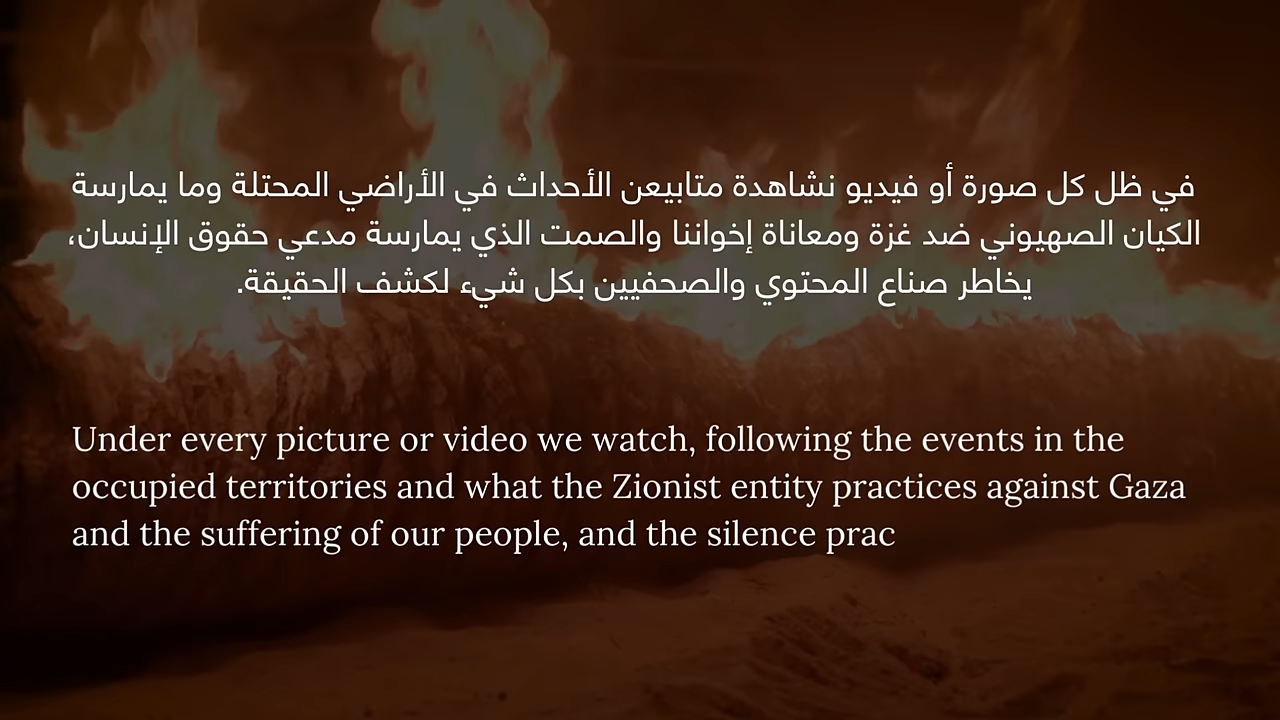 في ظل كل صورة أو فيديو نشاهدة متابيعن الأحداث في الأراضي المحتلة وما يمارسة
الكيان الصهيوني ضد غزة ومعاناة إخواننا والصمت الذي يمارسة مدعي حقوق الإنسان،
يخاطر صناع المحتوي والصحفيين بكل شيء لكشف الحقيقة.
Under every picture or video we watch, following the events in the
occupied territories and what the Zionist entity practices against Gaza
and the suffering of our people, and the silence prac